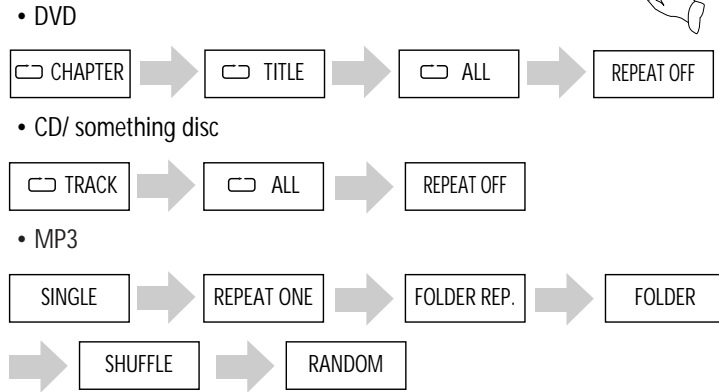 • DVD
CHAPTER TITLE ALL REPEAT OFF
• CD/ something disc
TRACK ALL REPEAT OFF
• MP3
SINGLE REPEAT ONE FOLDER REP. FOLDER
SHUFFLE RANDOM